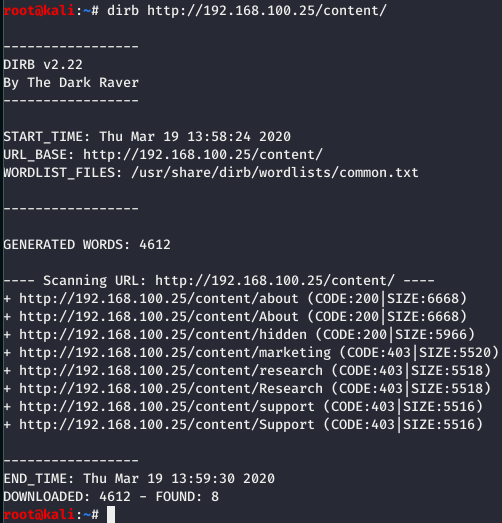 root@kali:~# dirb http://192.168.100.25/content/
-----------------
DIRB v2.22
By The Dark Raver
-----------------
START_TIME: Thu Mar 19 13:58:24 2020
URL_BASE: http://192.168.100.25/content/
WORDLIST_FILES: /usr/share/dirb/wordlists/common.txt
-----------------
GENERATED WORDS: 4612
---- Scanning URL: http://192.168.100.25/content/ ----
+ http://192.168.100.25/content/about (CODE:200|SIZE:6668)
+ http://192.168.100.25/content/About (CODE:200|SIZE:6668)
+ http://192.168.100.25/content/hidden (CODE:200|SIZE:5966)
+ http://192.168.100.25/content/marketing (CODE:403|SIZE:5520)
+ http://192.168.100.25/content/research (CODE:403|SIZE:5518)
+ http://192.168.100.25/content/Research (CODE:403|SIZE:5518)
+ http://192.168.100.25/content/support (CODE:403|SIZE:5516)
+ http://192.168.100.25/content/Support (CODE:403|SIZE:5516)
-----------------
END_TIME: Thu Mar 19 13:59:30 2020
DOWNLOADED: 4612 - FOUND: 8
root@kali:~#